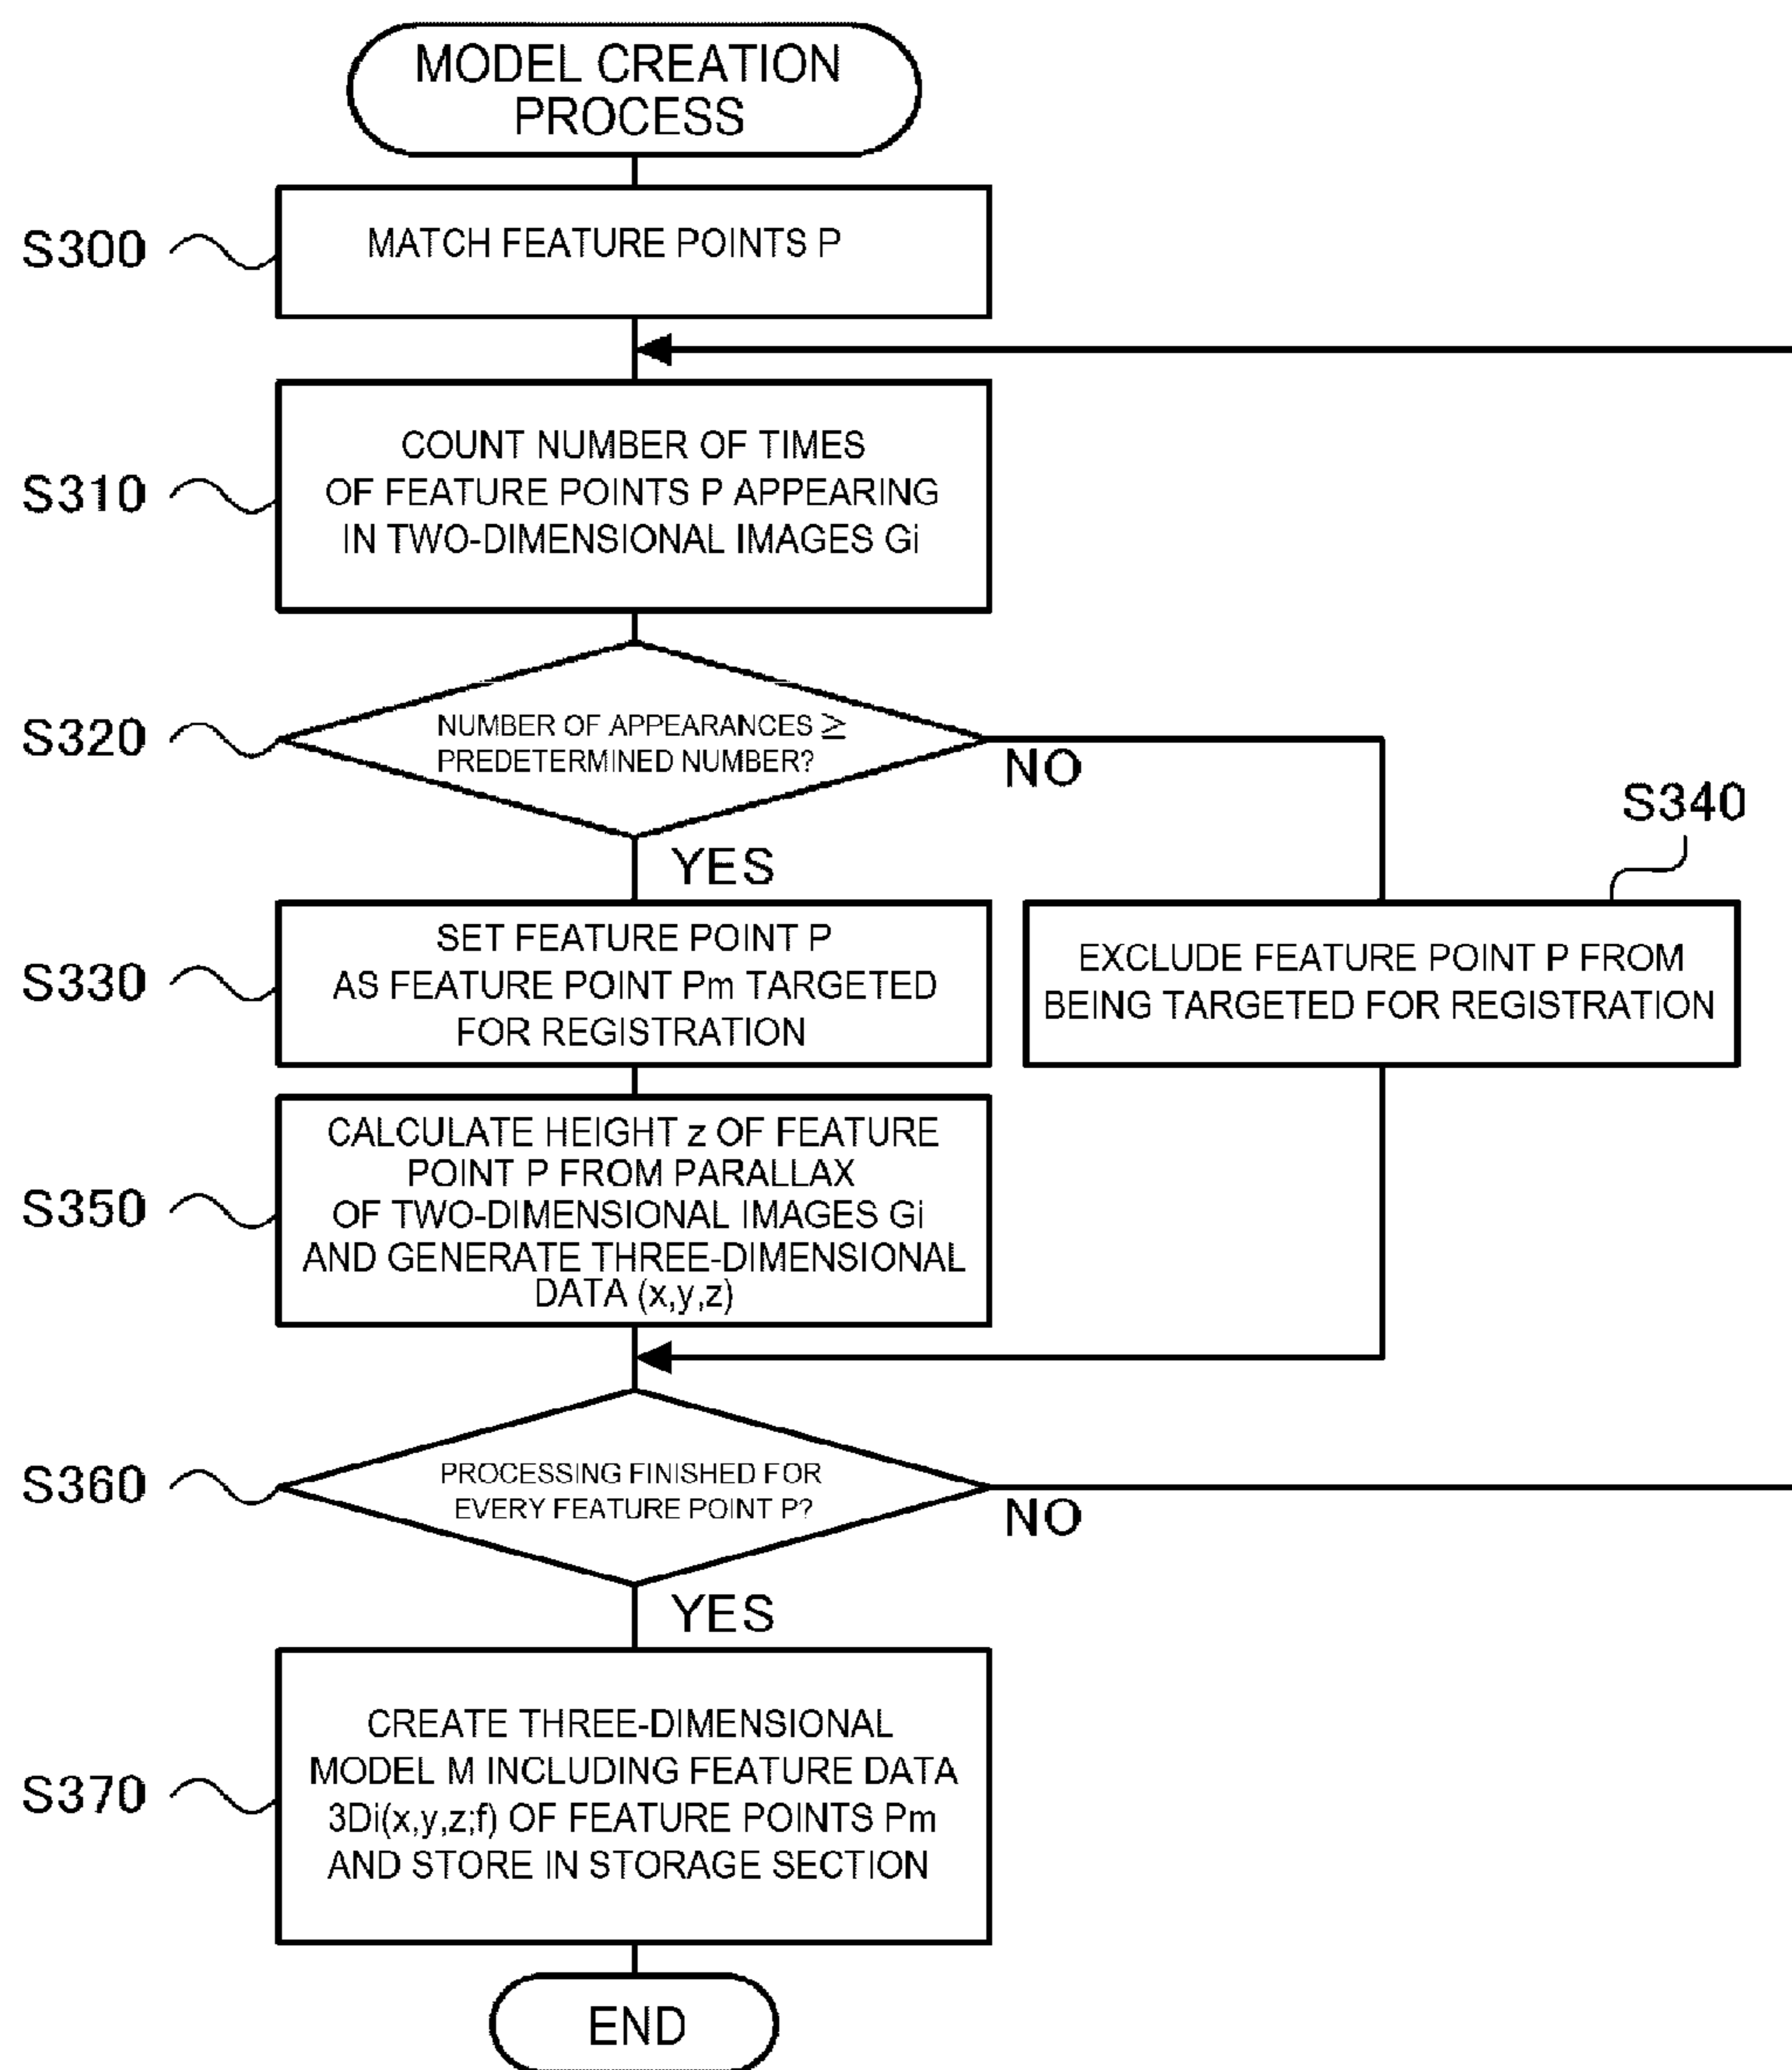 MODEL CREATION
PROCESS
S300
MATCH FEATURE POINTS P
S310
COUNT NUMBER OF TIMES
OF FEATURE POINTS P APPEARING
IN TWO-DIMENSIONAL IMAGES Gi
S320
NUMBER OF APPEARANCES ≥
PREDETERMINED NUMBER?
NO
YES
S330
SET FEATURE POINT P
AS FEATURE POINT Pm TARGETED
FOR REGISTRATION
S340
EXCLUDE FEATURE POINT P FROM
BEING TARGETED FOR REGISTRATION
S350
CALCULATE HEIGHT z OF FEATURE
POINT P FROM PARALLAX
OF TWO-DIMENSIONAL IMAGES Gi
AND GENERATE THREE-DIMENSIONAL
DATA (x,y,z)
S360
PROCESSING FINISHED FOR
EVERY FEATURE POINT P?
NO
YES
S370
CREATE THREE-DIMENSIONAL
MODEL M INCLUDING FEATURE DATA
3Di(x,y,z;f) OF FEATURE POINTS Pm
AND STORE IN STORAGE SECTION
END